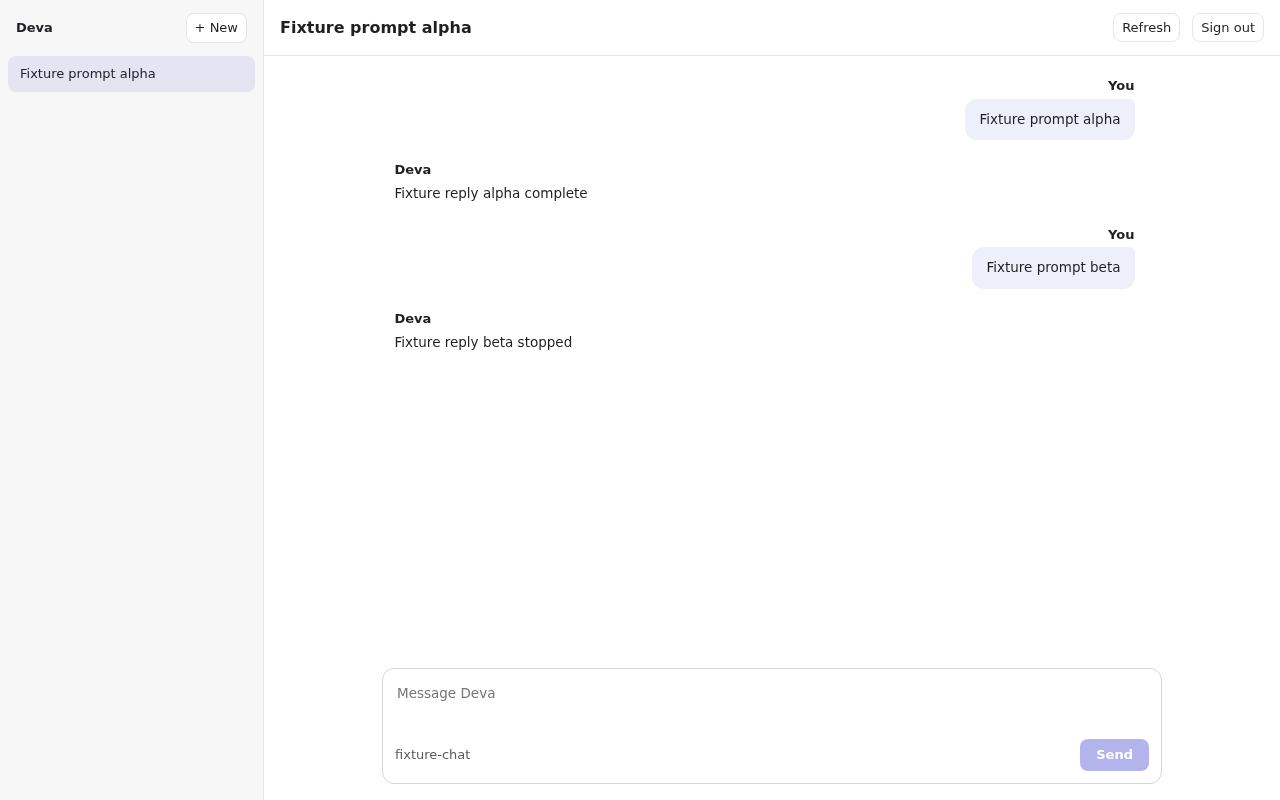 Deva
+ New
Fixture prompt alpha
Fixture prompt alpha
Refresh
Sign out
You
Fixture prompt alpha
Deva
Fixture reply alpha complete
You
Fixture prompt beta
Deva
Fixture reply beta stopped
Message Deva
fixture-chat
Send